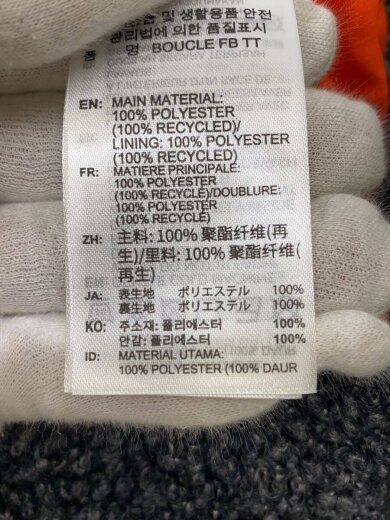 및 생활용품 안전
관리법에 의한 품질표시
명 BOUCLE FB TT
EN: MAIN MATERIAL:
100% POLYESTER
(100% RECYCLED)/
LINING: 100% POLYESTER
(100% RECYCLED)
FR: MATIERE PRINCIPALE:
100% POLYESTER
(100% RECYCLÉ)/DOUBLURE:
100% POLYESTER
(100% RECYCLÉ)
ZH: 主料: 100% 聚酯纤维(再
生)/里料: 100% 聚酯纤维(
再生)
JA: 表生地 ポリエステル 100%
裏生地 ポリエステル 100%
KO: 주소재: 폴리에스터 100%
안감: 폴리에스터 100%
ID: MATERIAL UTAMA:
100% POLYESTER (100% DAUR